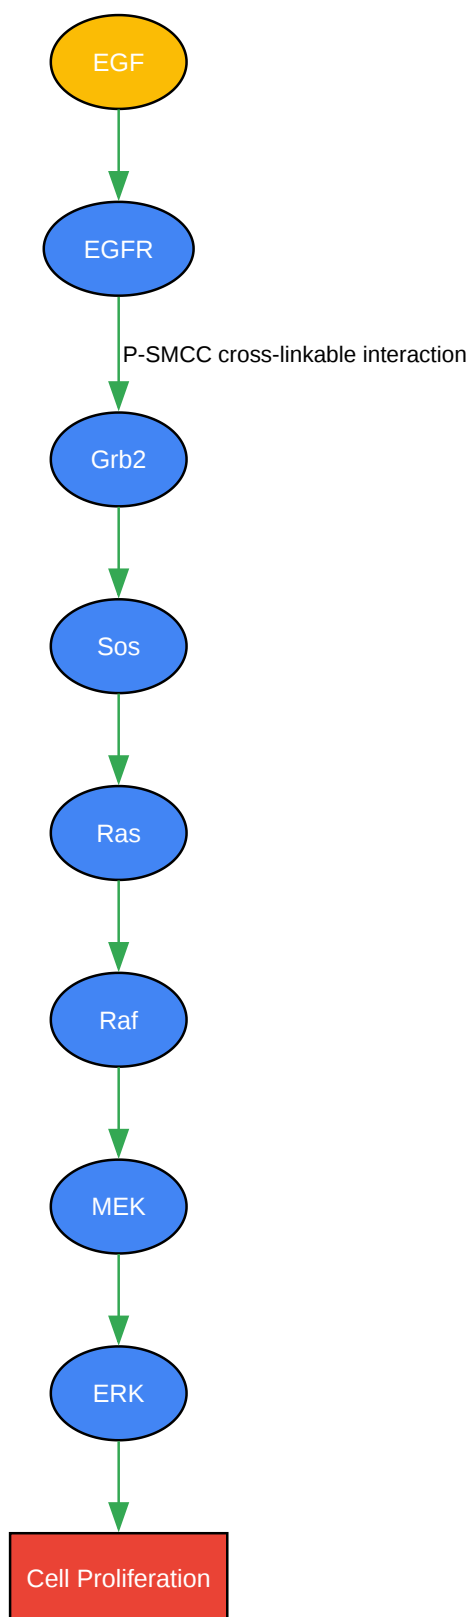 EGF
EGFR
P-SMCC cross-linkable interaction
Grb2
Sos
Ras
Raf
MEK
ERK
Cell Proliferation